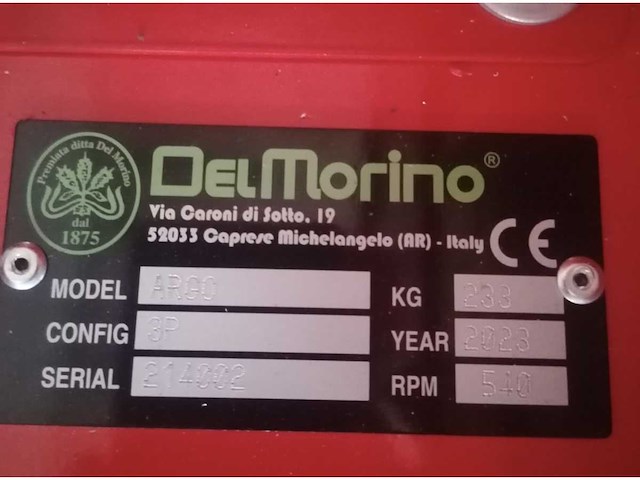 Premiata ditta Del Morino
dal
1875
DELMORINO®
Via Caroni di Sotto, 19
52033 Caprese Michelangelo (AR) - Italy
CE
MODEL
CONFIG 3P
SERIAL 214002
KG 233
YEAR 2023
RPM 540